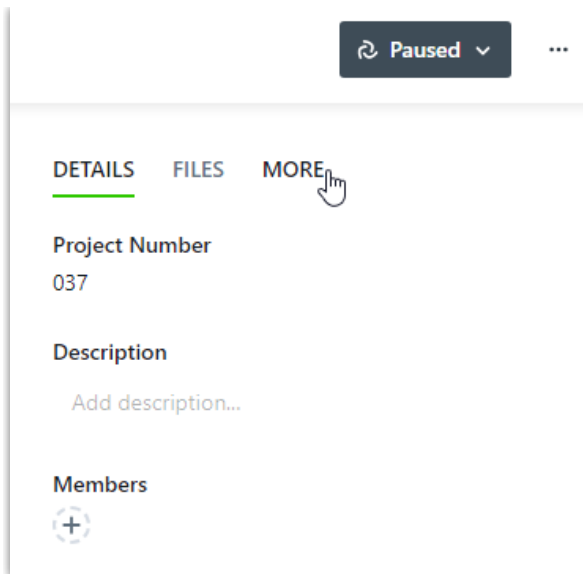 Paused
DETAILS FILES MORE
Project Number
037
Description
Add description...
Members